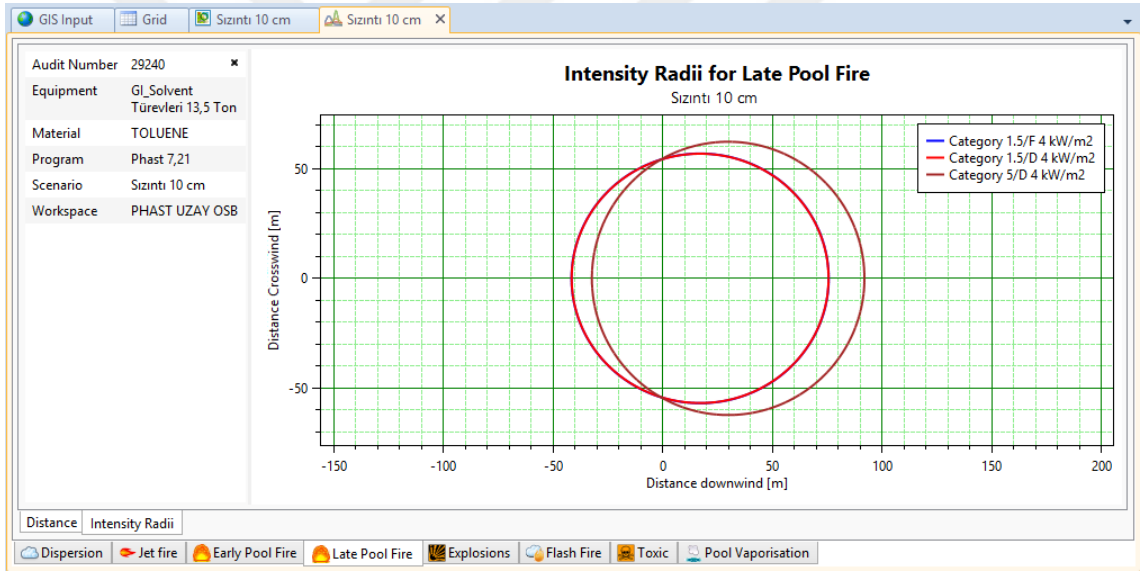 GIS Input
Grid
Sızıntı 10 cm
Sızıntı 10 cm
Audit Number 29240
Equipment GI_Solvent
Türevleri 13,5 Ton
Material TOLUENE
Program Phast 7,21
Scenario Sızıntı 10 cm
Workspace PHAST UZAY OSB
Intensity Radii for Late Pool Fire
Sızıntı 10 cm
Category 1.5/F 4 kW/m2
Category 1.5/D 4 kW/m2
Category 5/D 4 kW/m2
Distance Crosswind [m]
50
0
-50
-150 -100 -50 0 50 100 150 200
Distance downwind [m]
Distance Intensity Radii
Dispersion Jet fire Early Pool Fire Late Pool Fire Explosions Flash Fire Toxic Pool Vaporisation